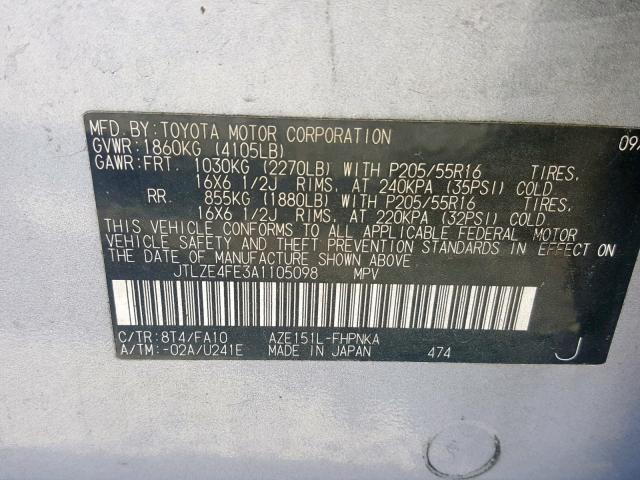 MFD.BY:TOYOTA MOTOR CORPORATION 09/
GVWR:1860KG (4105LB)
GAWR:FRT. 1030KG (2270LB) WITH P205/55R16 TIRES,
16X6 1/2J RIMS, AT 240KPA (35PSI) COLD
RR. 855KG (1880LB) WITH P205/55R16 TIRES,
16X6 1/2J RIMS, AT 220KPA (32PSI) COLD
THIS VEHICLE CONFORMS TO ALL APPLICABLE FEDERAL MOTOR
VEHICLE SAFETY AND THEFT PREVENTION STANDARDS IN EFFECT ON
THE DATE OF MANUFACTURE SHOWN ABOVE.
JTLZE4FE3A1105098 MPV
C/TR:8T4/FA10 AZE151L-FHPNKA
A/TM:-02A/U241E MADE IN JAPAN 474 J